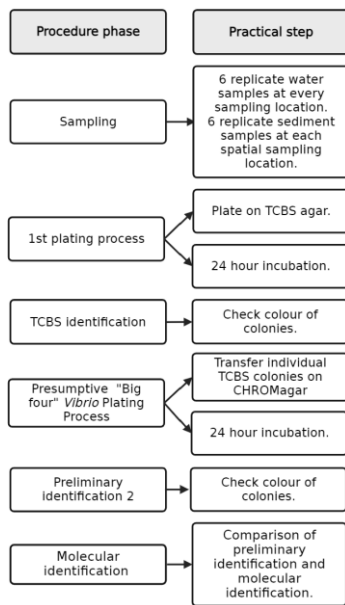 Procedure phase
Practical step
Sampling
6 replicate water
samples at every
sampling location.
6 replicate sediment
samples at each
spatial sampling
location.
1st plating process
Plate on TCBS agar.
24 hour incubation.
TCBS identification
Check colour of
colonies.
Presumptive "Big
four" Vibrio Plating
Process
Transfer individual
TCBS colonies on
CHROMagar
24 hour incubation.
Preliminary
identification 2
Check colour of
colonies.
Molecular
identification
Comparison of
preliminary
identification and
molecular
identification.